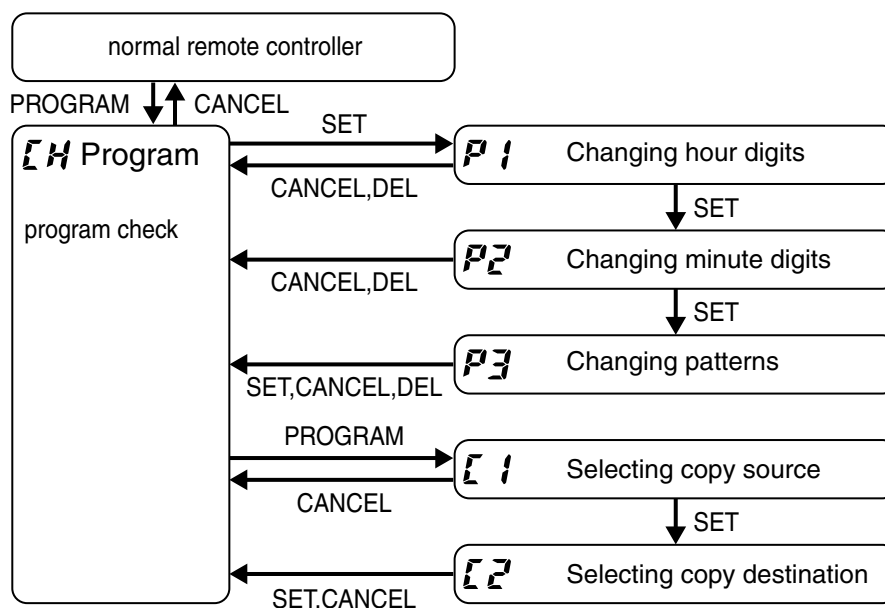 normal remote controller
PROGRAM CANCEL
CH Program
program check
SET
CANCEL,DEL
P1 Changing hour digits
SET
P2 Changing minute digits
CANCEL,DEL
SET
P3 Changing patterns
SET,CANCEL,DEL
PROGRAM
CANCEL
C1 Selecting copy source
SET
C2 Selecting copy destination
SET,CANCEL